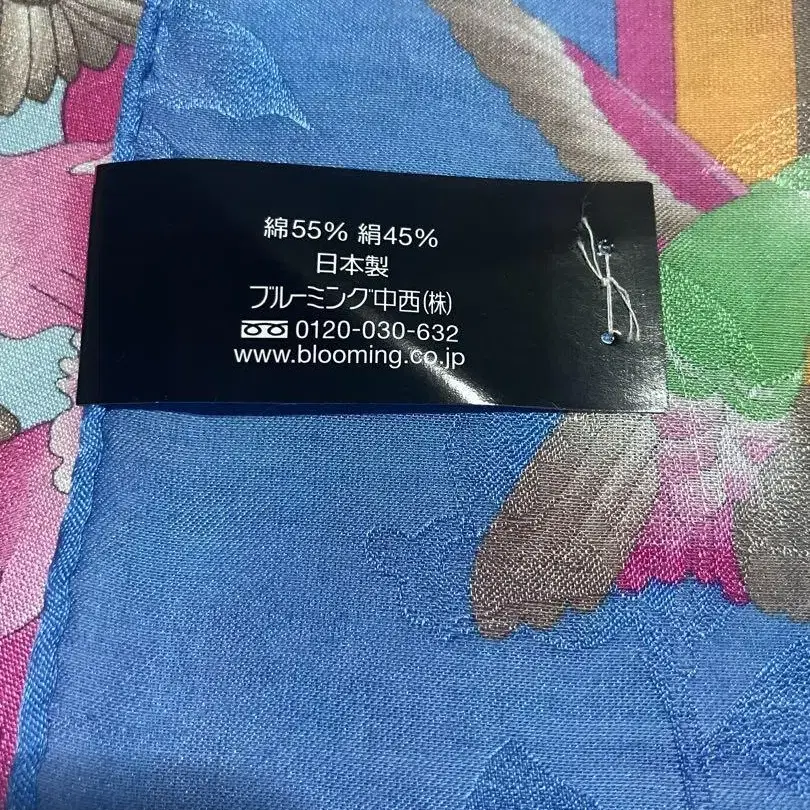 綿55% 絹45%
日本製
ブルーミング中西(株)
0120-030-632
www.blooming.co.jp